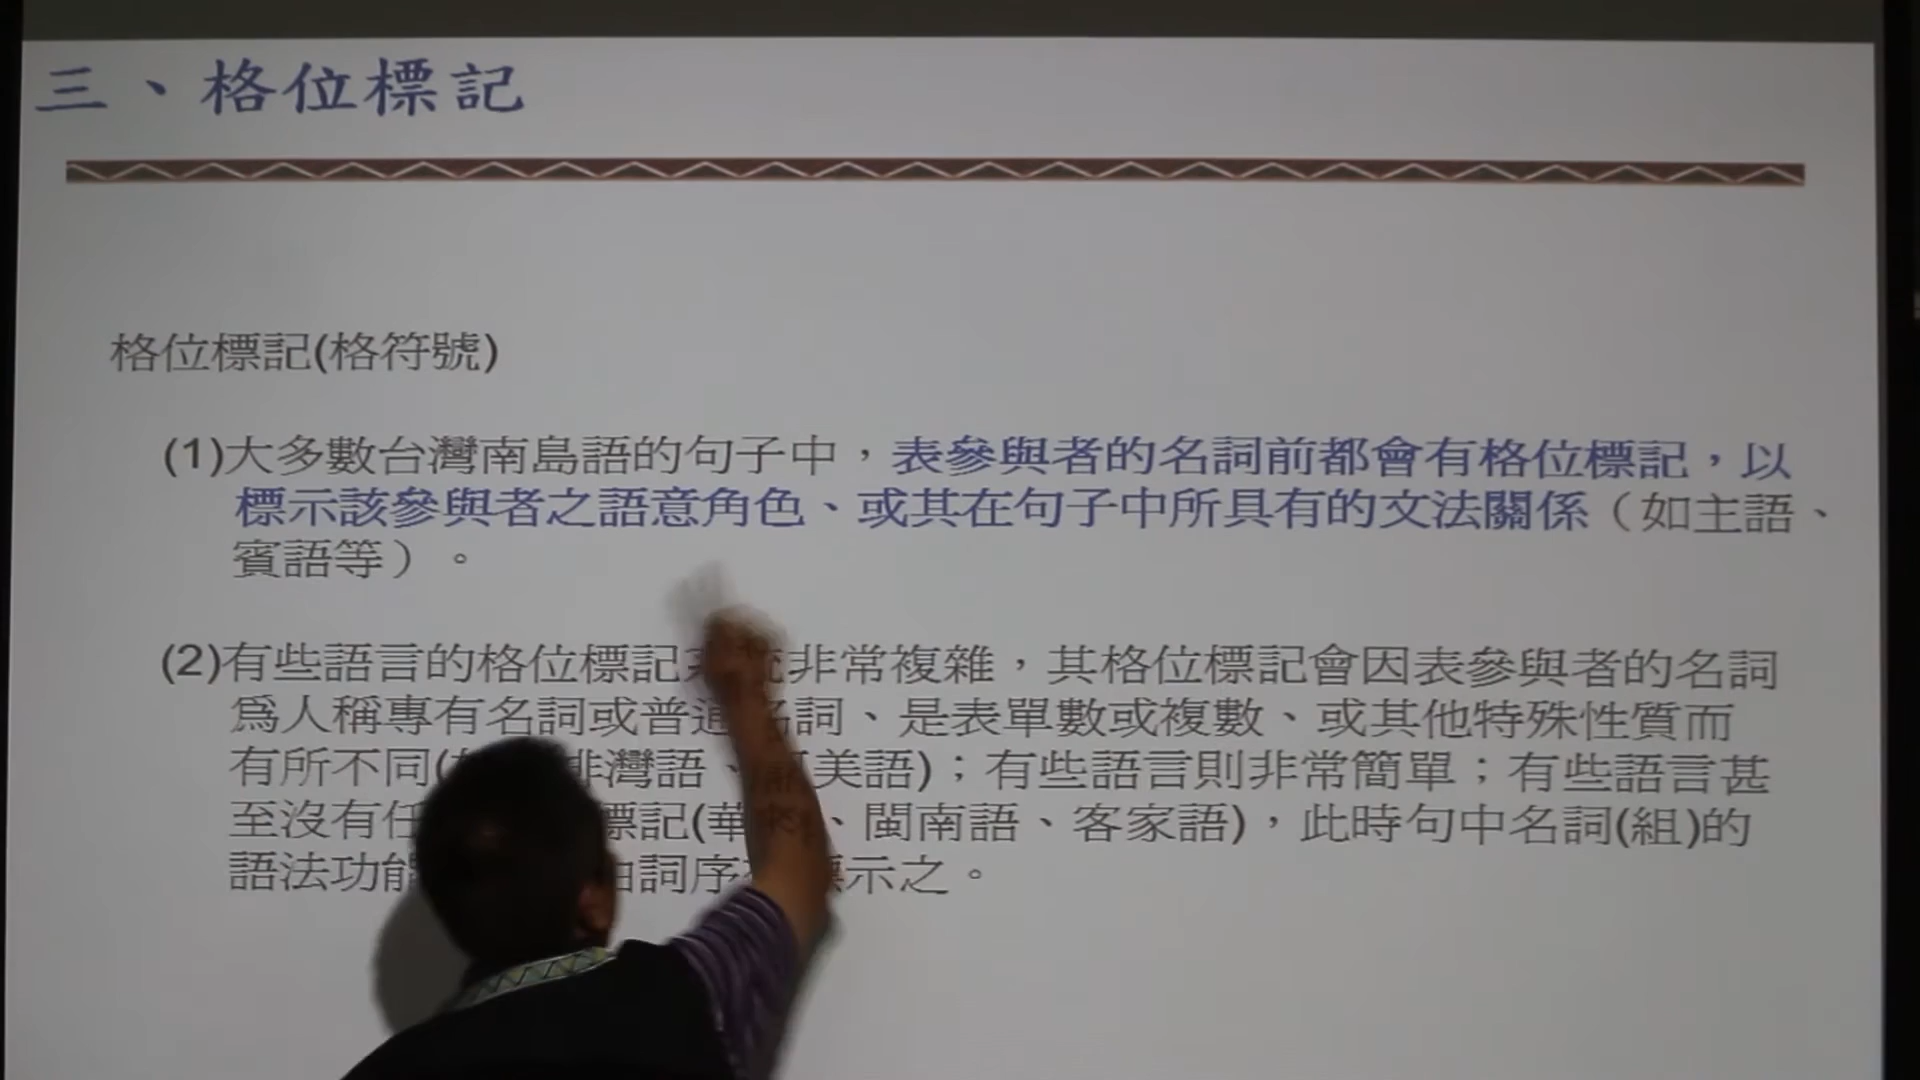 三、格位標記
格位標記(格符號)
(1)大多數台灣南島語的句子中，表參與者的名詞前都會有格位標記，以
標示該參與者之語意角色、或其在句子中所具有的文法關係（如主語、
賓語等）。
(2)有些語言的格位標記非常複雜，其格位標記會因表參與者的名詞
爲人稱專有名詞或普通名詞、是表單數或複數、或其他特殊性質而
有所不同(非灣語、美語)；有些語言則非常簡單；有些語言甚
至沒有任標記(華、閩南語、客家語)，此時句中名詞(組)的
語法功能由詞序標示之。